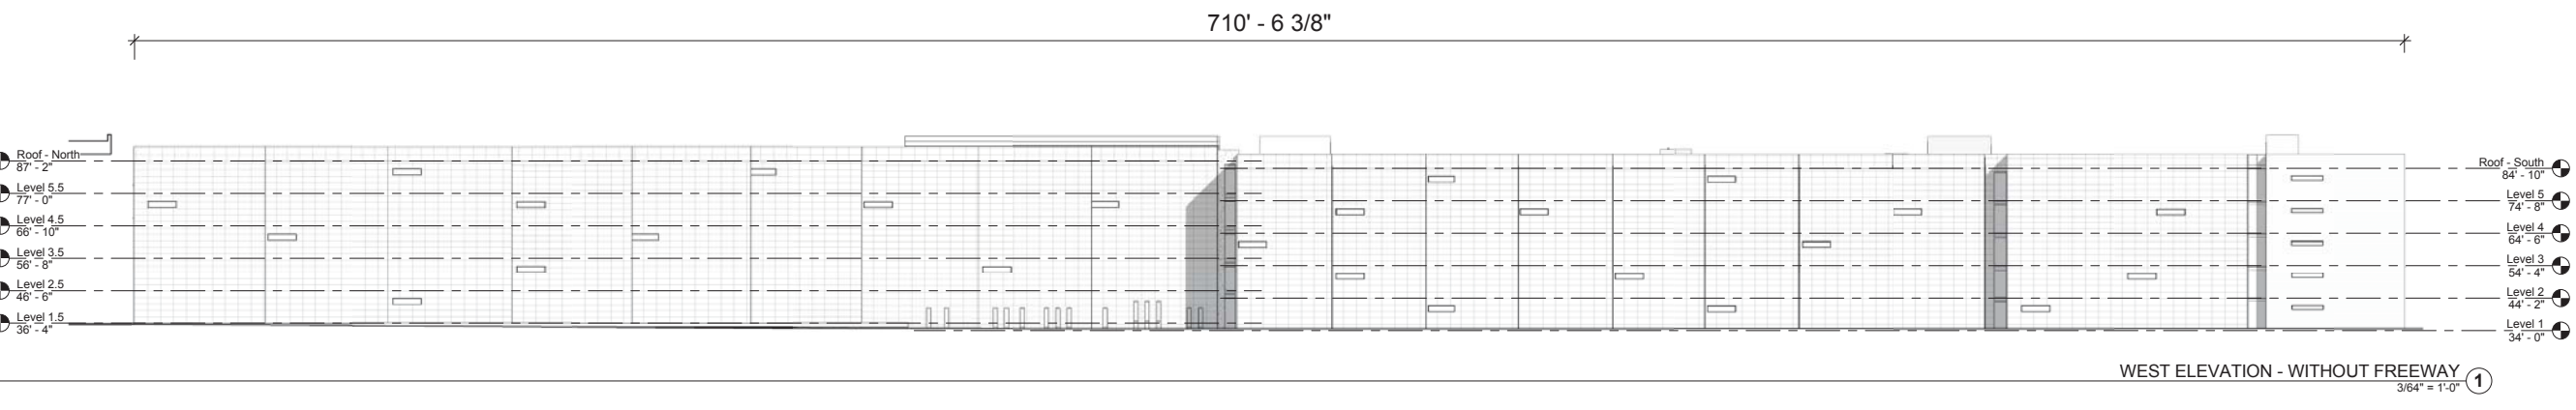 710' - 6 3/8"
Roof - North
87' - 2"
Level 5.5
77' - 0"
Level 4.5
66' - 10"
Level 3.5
56' - 8"
Level 2.5
46' - 6"
Level 1.5
36' - 4"
Roof - South
84' - 10"
Level 5
74' - 8"
Level 4
64' - 6"
Level 3
54' - 4"
Level 2
44' - 2"
Level 1
34' - 0"
WEST ELEVATION - WITHOUT FREEWAY 1
3/64" = 1'-0"